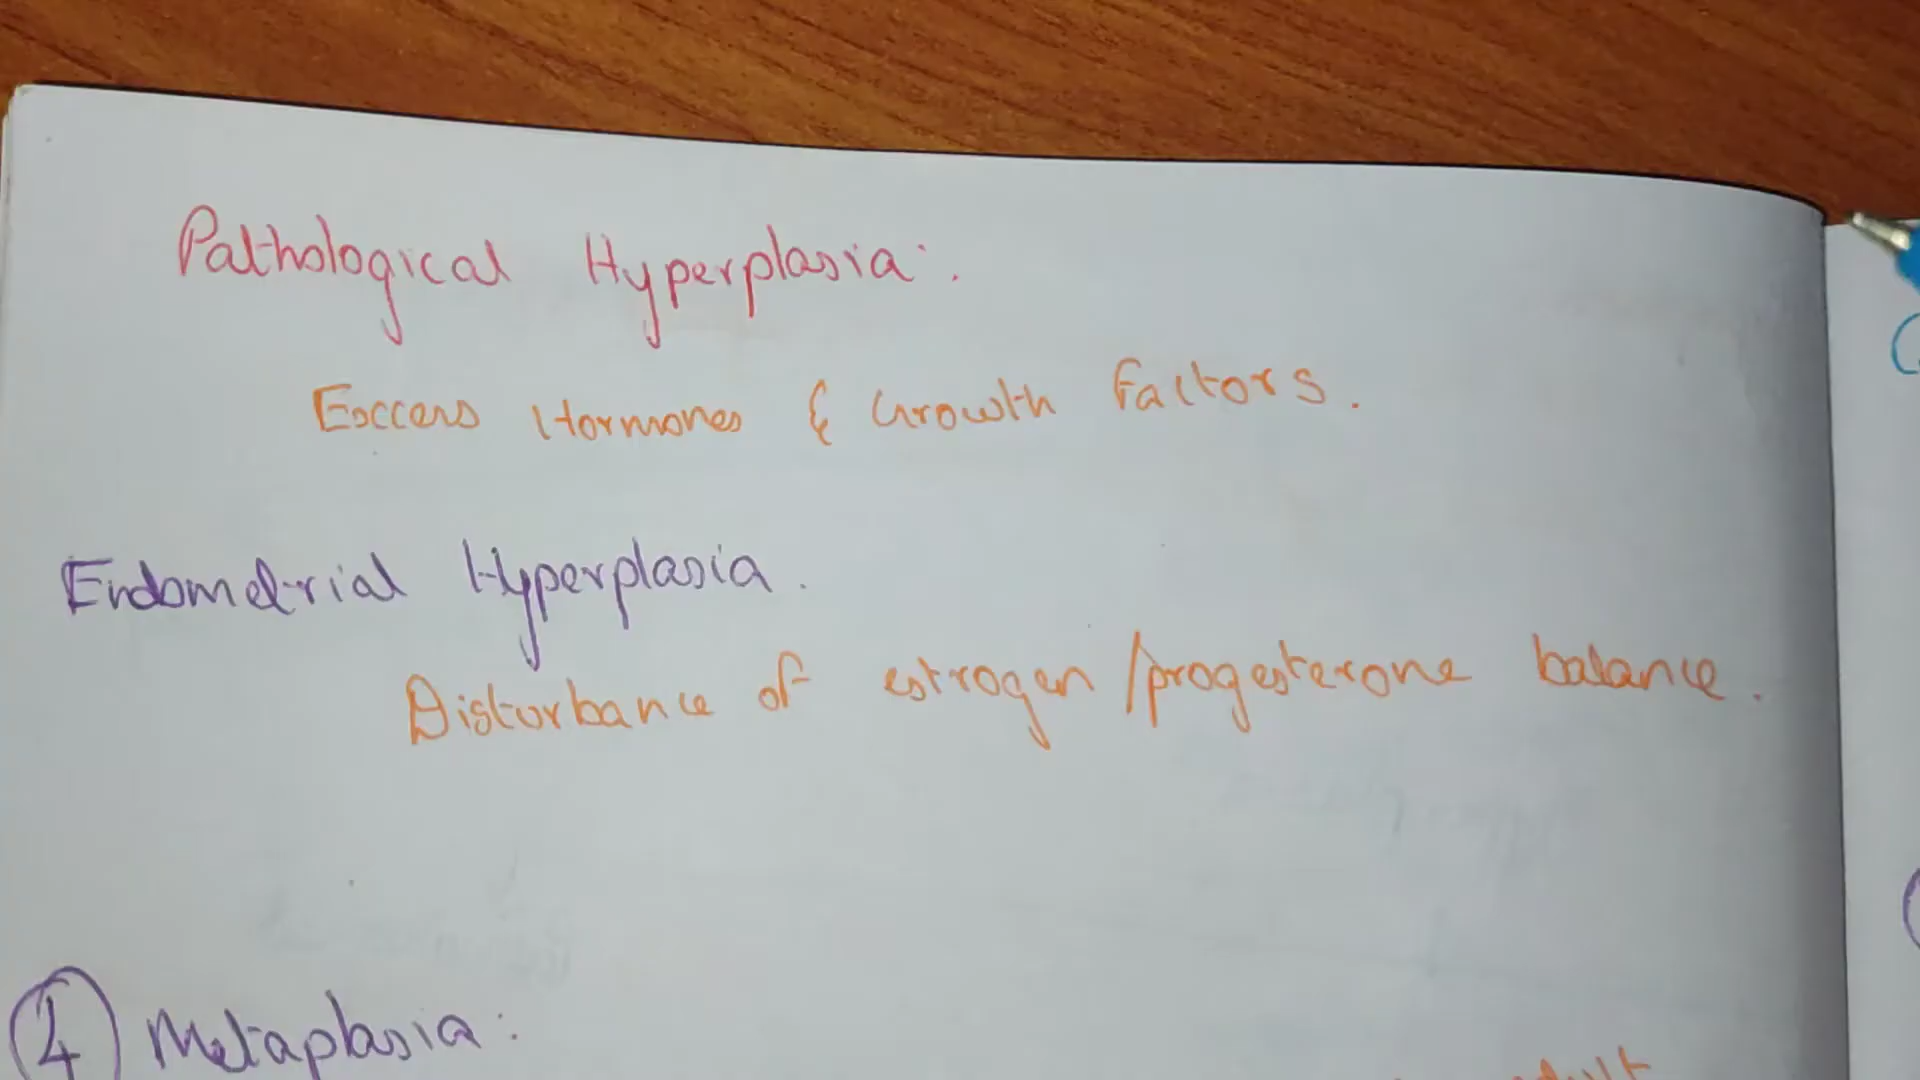 Pathological Hyperplasia:
Excess Hormones & Growth Factors.
Endometrial Hyperplasia.
Disturbance of estrogen/progesterone balance.
④ Metaplasia: